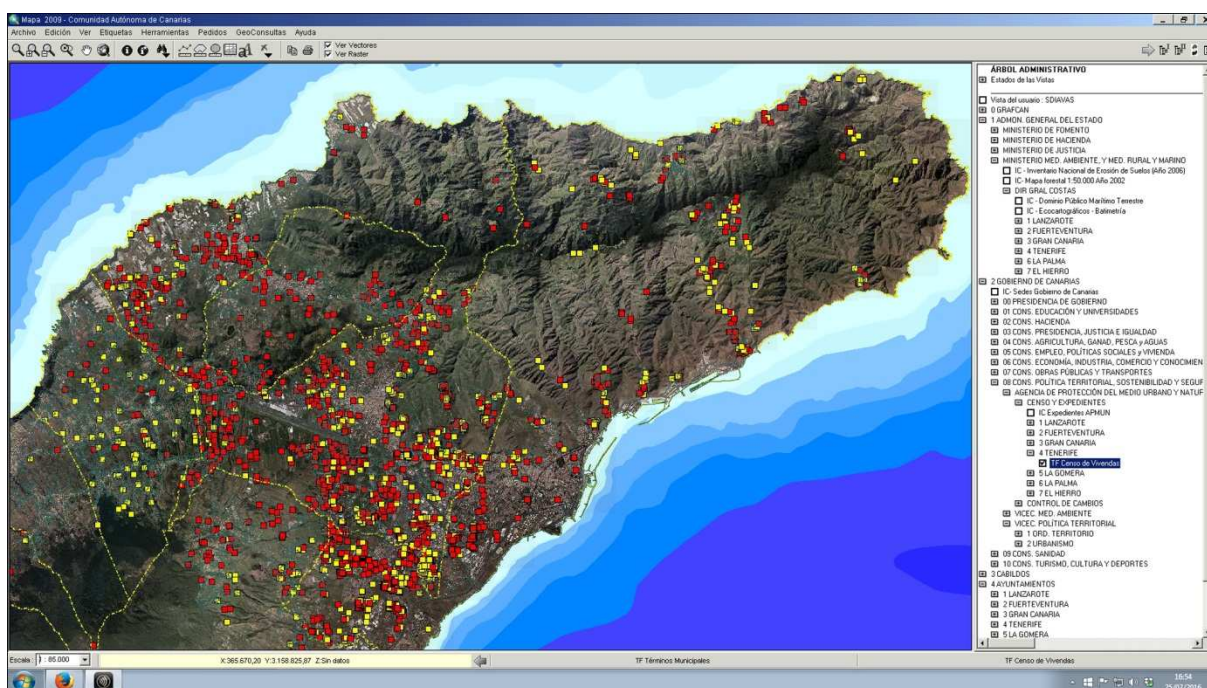 Mapa 2009 - Comunidad Autónoma de Canarias
Archivo Edición Ver Etiquetas Herramientas Pedidos GeoConsultas Ayuda
Ver Vectores
Ver Raster
ÁRBOL ADMINISTRATIVO
Estados de las Vistas
Vista del usuario : SDIAVAS
0 GRAFCAN
1 ADMON. GENERAL DEL ESTADO
MINISTERIO DE FOMENTO
MINISTERIO DE HACIENDA
MINISTERIO DE JUSTICIA
MINISTERIO MED. AMBIENTE, Y MED. RURAL Y MARINO
IC - Inventario Nacional de Erosión de Suelos (Año 2006)
IC- Mapa forestal 1:50.000 Año 2002
DIR GRAL COSTAS
IC - Dominio Público Marítimo Terrestre
IC - Ecocartográficos - Batimetría
1 LANZAROTE
2 FUERTEVENTURA
3 GRAN CANARIA
4 TENERIFE
6 LA PALMA
7 EL HIERRO
2 GOBIERNO DE CANARIAS
IC- Sedes Gobierno de Canarias
00 PRESIDENCIA DE GOBIERNO
01 CONS. EDUCACIÓN Y UNIVERSIDADES
02 CONS. HACIENDA
03 CONS. PRESIDENCIA, JUSTICIA E IGUALDAD
04 CONS. AGRICULTURA, GANAD, PESCA y AGUAS
05 CONS. EMPLEO, POLÍTICAS SOCIALES y VIVIENDA
06 CONS. ECONOMÍA, INDUSTRIA, COMERCIO Y CONOCIMIEN
07 CONS. OBRAS PÚBLICAS Y TRANSPORTES
08 CONS. POLÍTICA TERRITORIAL, SOSTENIBILIDAD Y SEGUR
AGENCIA DE PROTECCIÓN DEL MEDIO URBANO Y NATUF
CENSO Y EXPEDIENTES
IC Expedientes APMUN
1 LANZAROTE
2 FUERTEVENTURA
3 GRAN CANARIA
4 TENERIFE
TF Censo de Viviendas
5 LA GOMERA
6 LA PALMA
7 EL HIERRO
CONTROL DE CAMBIOS
VICEC. MED. AMBIENTE
VICEC. POLÍTICA TERRITORIAL
1 ORD. TERRITORIO
2 URBANISMO
09 CONS. SANIDAD
10 CONS. TURISMO, CULTURA Y DEPORTES
3 CABILDOS
4 AYUNTAMIENTOS
1 LANZAROTE
2 FUERTEVENTURA
3 GRAN CANARIA
4 TENERIFE
5 LA GOMERA
Escala: 1 : 85.000 X:365.670,20 Y:3.158.825,87 Z:Sin datos TF Términos Municipales TF Censo de Viviendas
16:54
25/07/2016